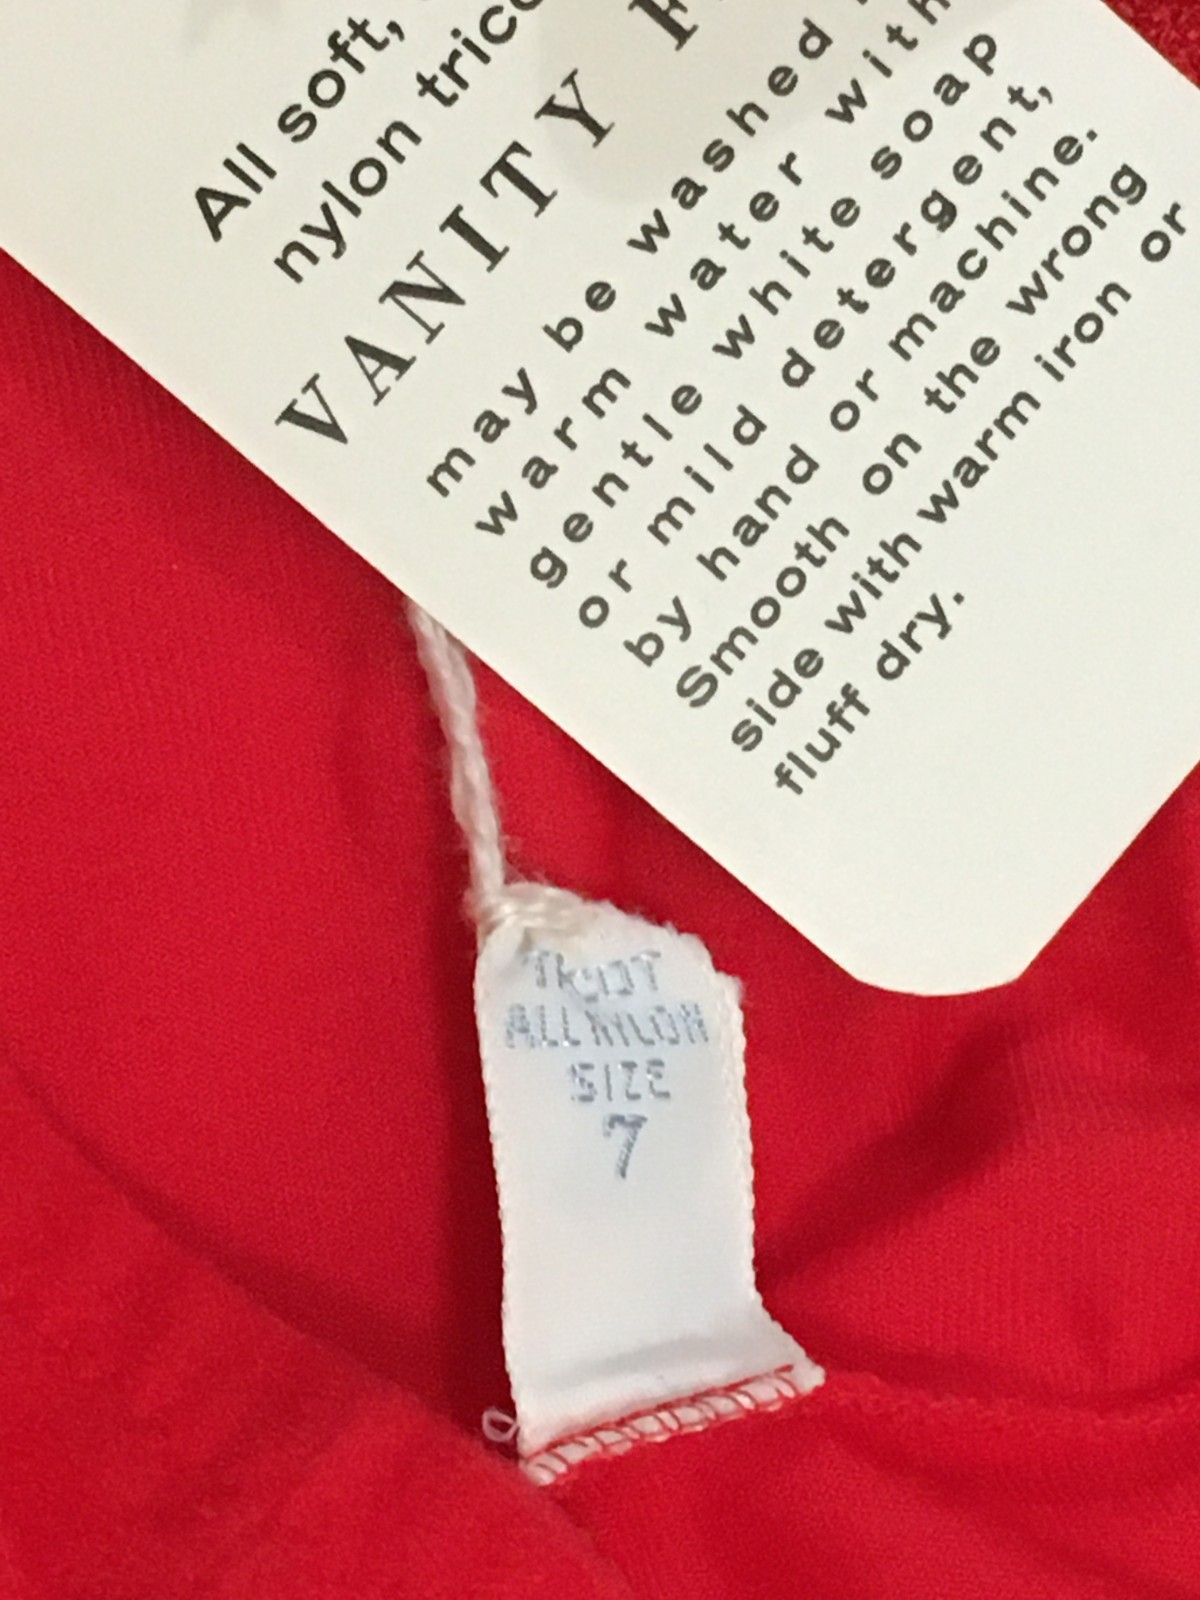 All soft,
nylon trico
VANITY F
may be washed
warm water with
gentle white soap
or mild detergent,
by hand or machine.
Smooth on the wrong
side with warm iron or
fluff dry.
ALL NYLON
SIZE
7